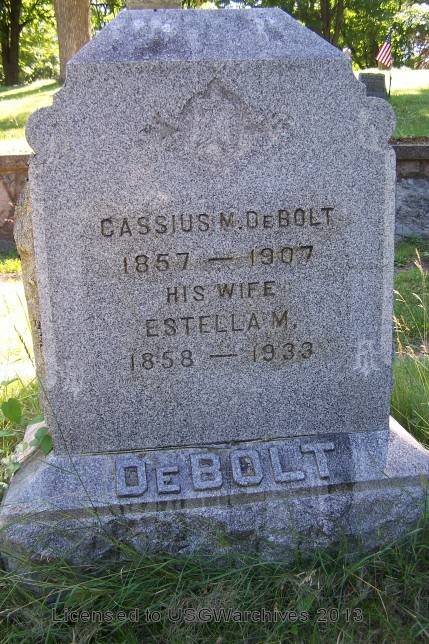 CASSIUS M. DEBOLT
1857 — 1907
HIS WIFE
ESTELLA M.
1858 — 1933
DEBOLT
Licensed to USGWarchives 2013